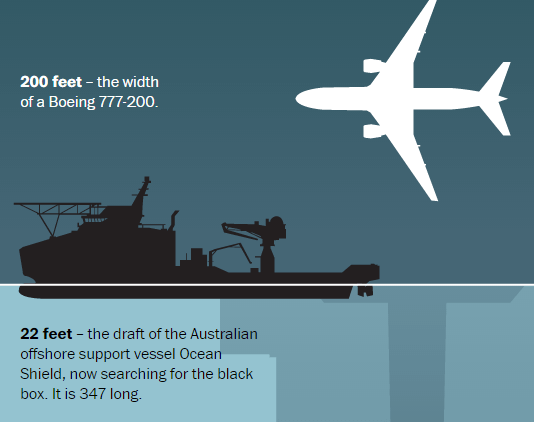 200 feet – the width
of a Boeing 777-200.
22 feet – the draft of the Australian
offshore support vessel Ocean
Shield, now searching for the black
box. It is 347 long.